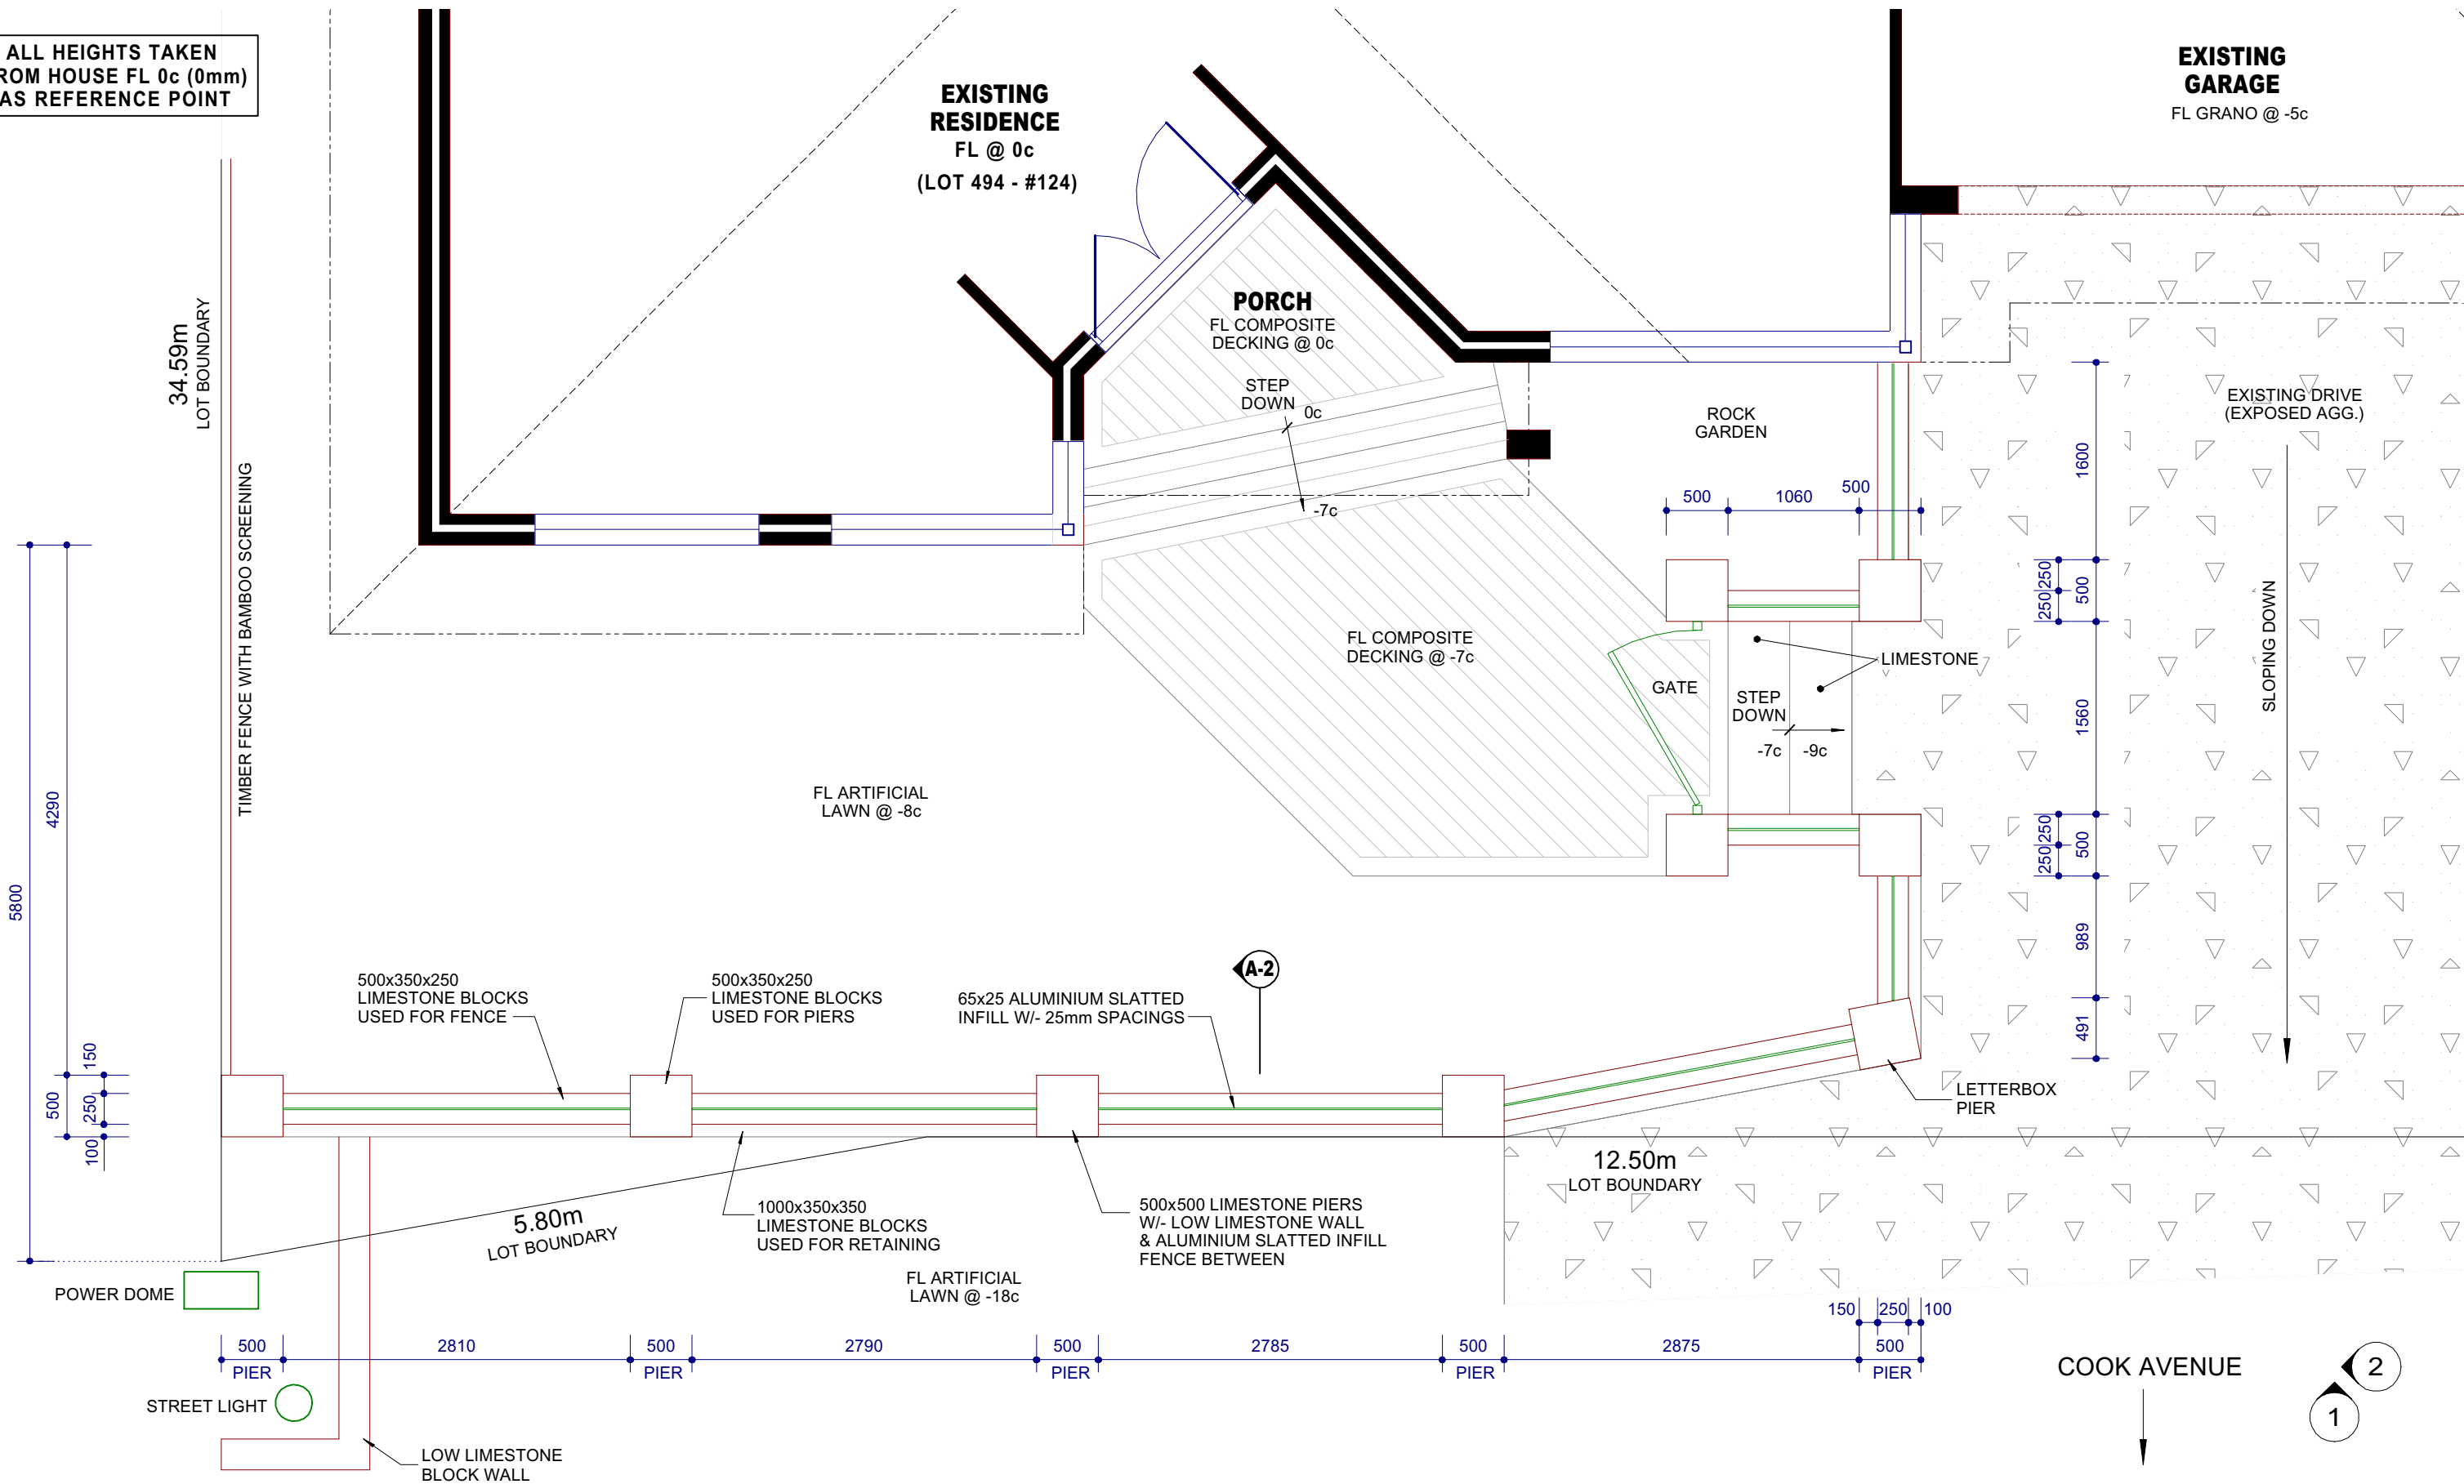 ALL HEIGHTS TAKEN
ROM HOUSE FL 0c (0mm)
AS REFERENCE POINT
EXISTING
RESIDENCE
FL @ 0c
(LOT 494 - #124)
EXISTING
GARAGE
FL GRANO @ -5c
34.59m
LOT BOUNDARY
TIMBER FENCE WITH BAMBOO SCREENING
PORCH
FL COMPOSITE
DECKING @ 0c
STEP
DOWN
0c
-7c
ROCK
GARDEN
EXISTING DRIVE
(EXPOSED AGG.)
SLOPING DOWN
500
1060
500
1600
250
250
500
1560
250
250
500
989
491
FL COMPOSITE
DECKING @ -7c
GATE
LIMESTONE
STEP
DOWN
-7c
-9c
FL ARTIFICIAL
LAWN @ -8c
5800
4290
500
150
250
100
500x350x250
LIMESTONE BLOCKS
USED FOR FENCE
500x350x250
LIMESTONE BLOCKS
USED FOR PIERS
65x25 ALUMINIUM SLATTED
INFILL W/- 25mm SPACINGS
A-2
LETTERBOX
PIER
12.50m
LOT BOUNDARY
5.80m
LOT BOUNDARY
1000x350x350
LIMESTONE BLOCKS
USED FOR RETAINING
500x500 LIMESTONE PIERS
W/- LOW LIMESTONE WALL
& ALUMINIUM SLATTED INFILL
FENCE BETWEEN
FL ARTIFICIAL
LAWN @ -18c
POWER DOME
150
250
100
500
2810
500
2790
500
2785
500
2875
500
PIER
PIER
PIER
PIER
PIER
STREET LIGHT
COOK AVENUE
2
1
LOW LIMESTONE
BLOCK WALL